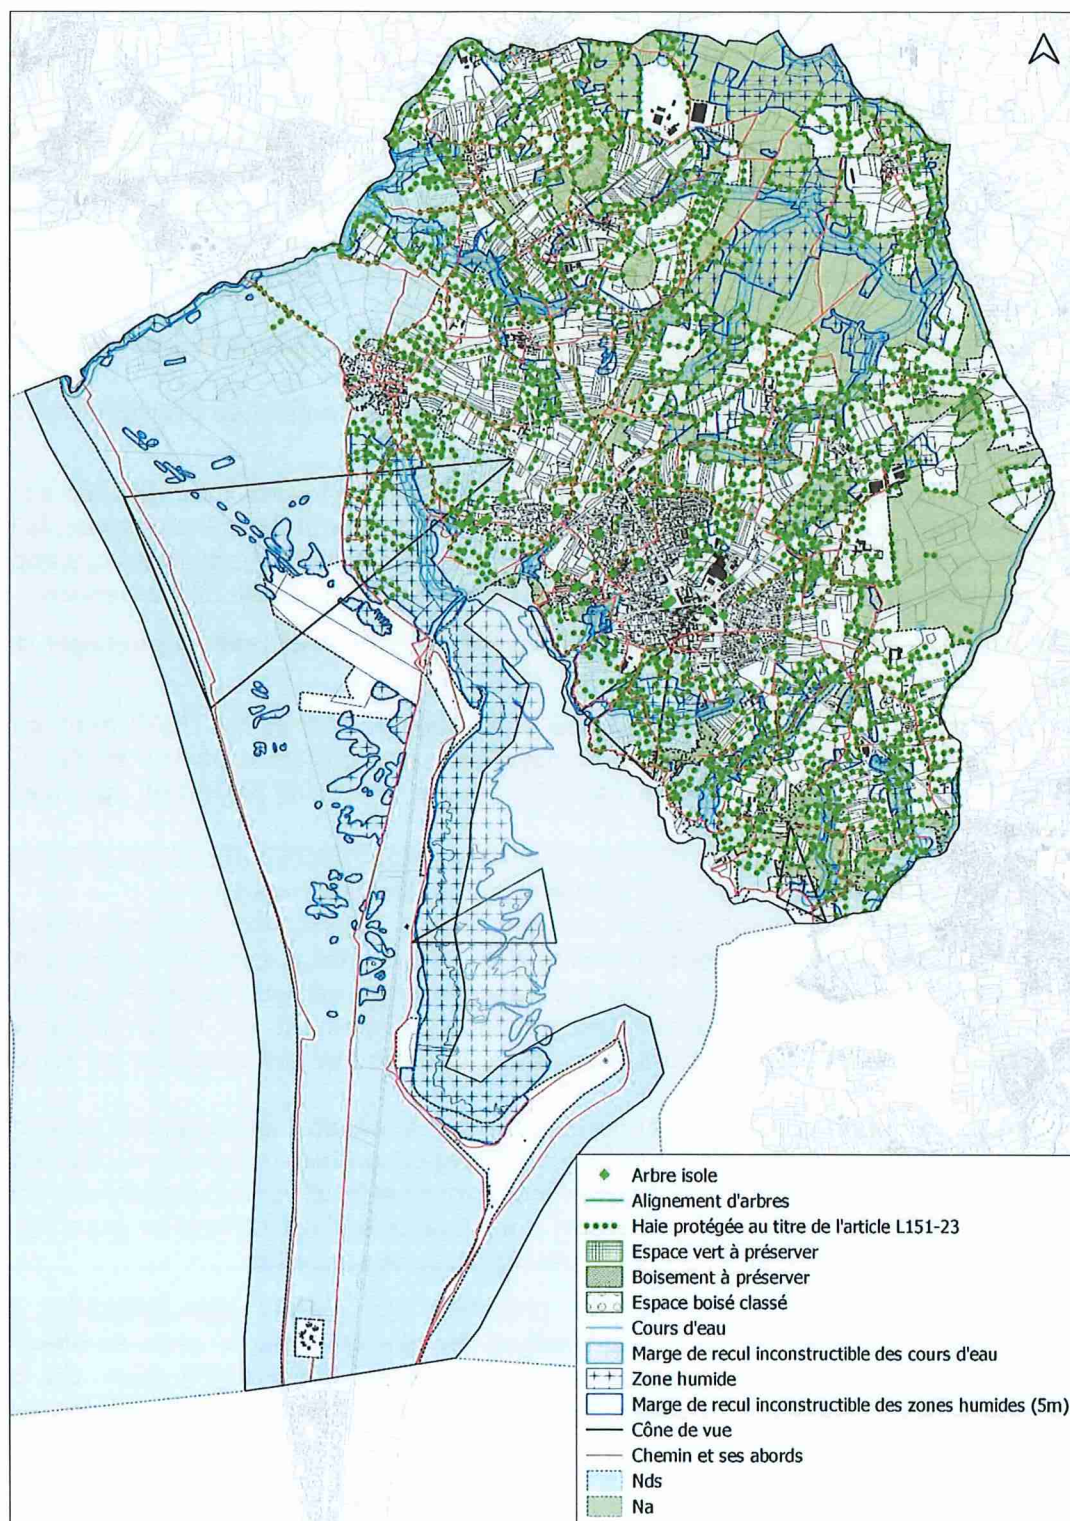 Arbre isole
Alignement d'arbres
Haie protégée au titre de l'article L151-23
Espace vert à préserver
Boisement à préserver
Espace boisé classé
Cours d'eau
Marge de recul inconstructible des cours d'eau
Zone humide
Marge de recul inconstructible des zones humides (5m)
Cône de vue
Chemin et ses abords
Nds
Na